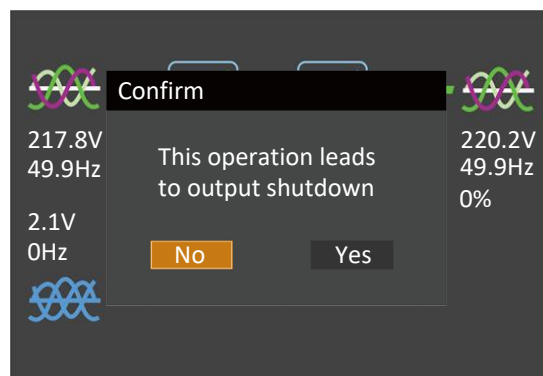 Confirm
217.8V
49.9Hz
This operation leads
to output shutdown
220.2V
49.9Hz
0%
2.1V
0Hz
No
Yes